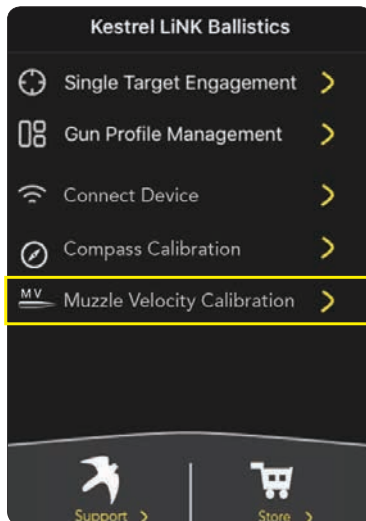 Kestrel LiNK Ballistics
Single Target Engagement
Gun Profile Management
Connect Device
Compass Calibration
MV Muzzle Velocity Calibration
Support Store